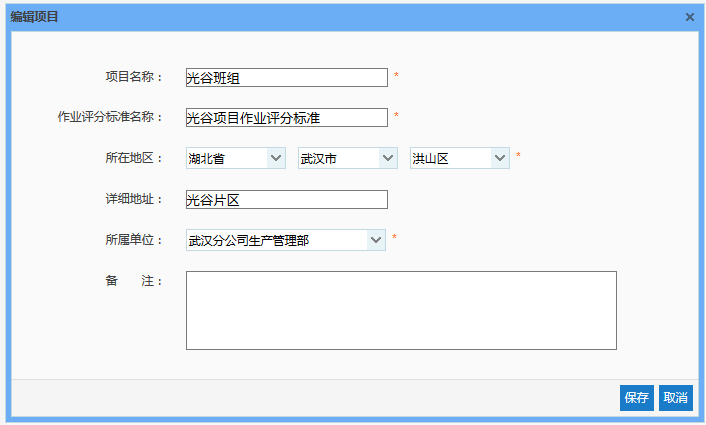 编辑项目 ×
项目名称： 光谷班组 *
作业评分标准名称： 光谷项目作业评分标准 *
所在地区： 湖北省 武汉市 洪山区 *
详细地址： 光谷片区
所属单位： 武汉分公司生产管理部 *
备 注：
保存 取消